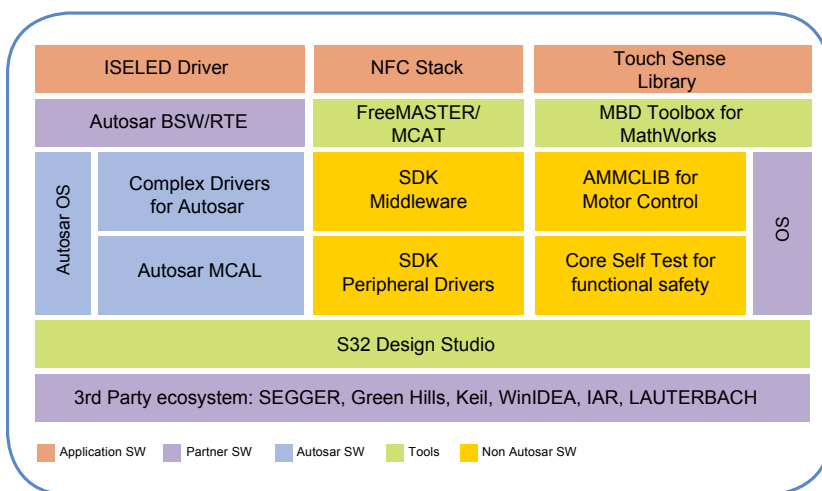 ISELED Driver
NFC Stack
Touch Sense
Library
Autosar BSW/RTE
FreeMASTER/
MCAT
MBD Toolbox for
MathWorks
Autosar OS
Complex Drivers
for Autosar
SDK
Middleware
AMMCLIB for
Motor Control
OS
Autosar MCAL
SDK
Peripheral Drivers
Core Self Test for
functional safety
S32 Design Studio
3rd Party ecosystem: SEGGER, Green Hills, Keil, WinIDEA, IAR, LAUTERBACH
Application SW
Partner SW
Autosar SW
Tools
Non Autosar SW